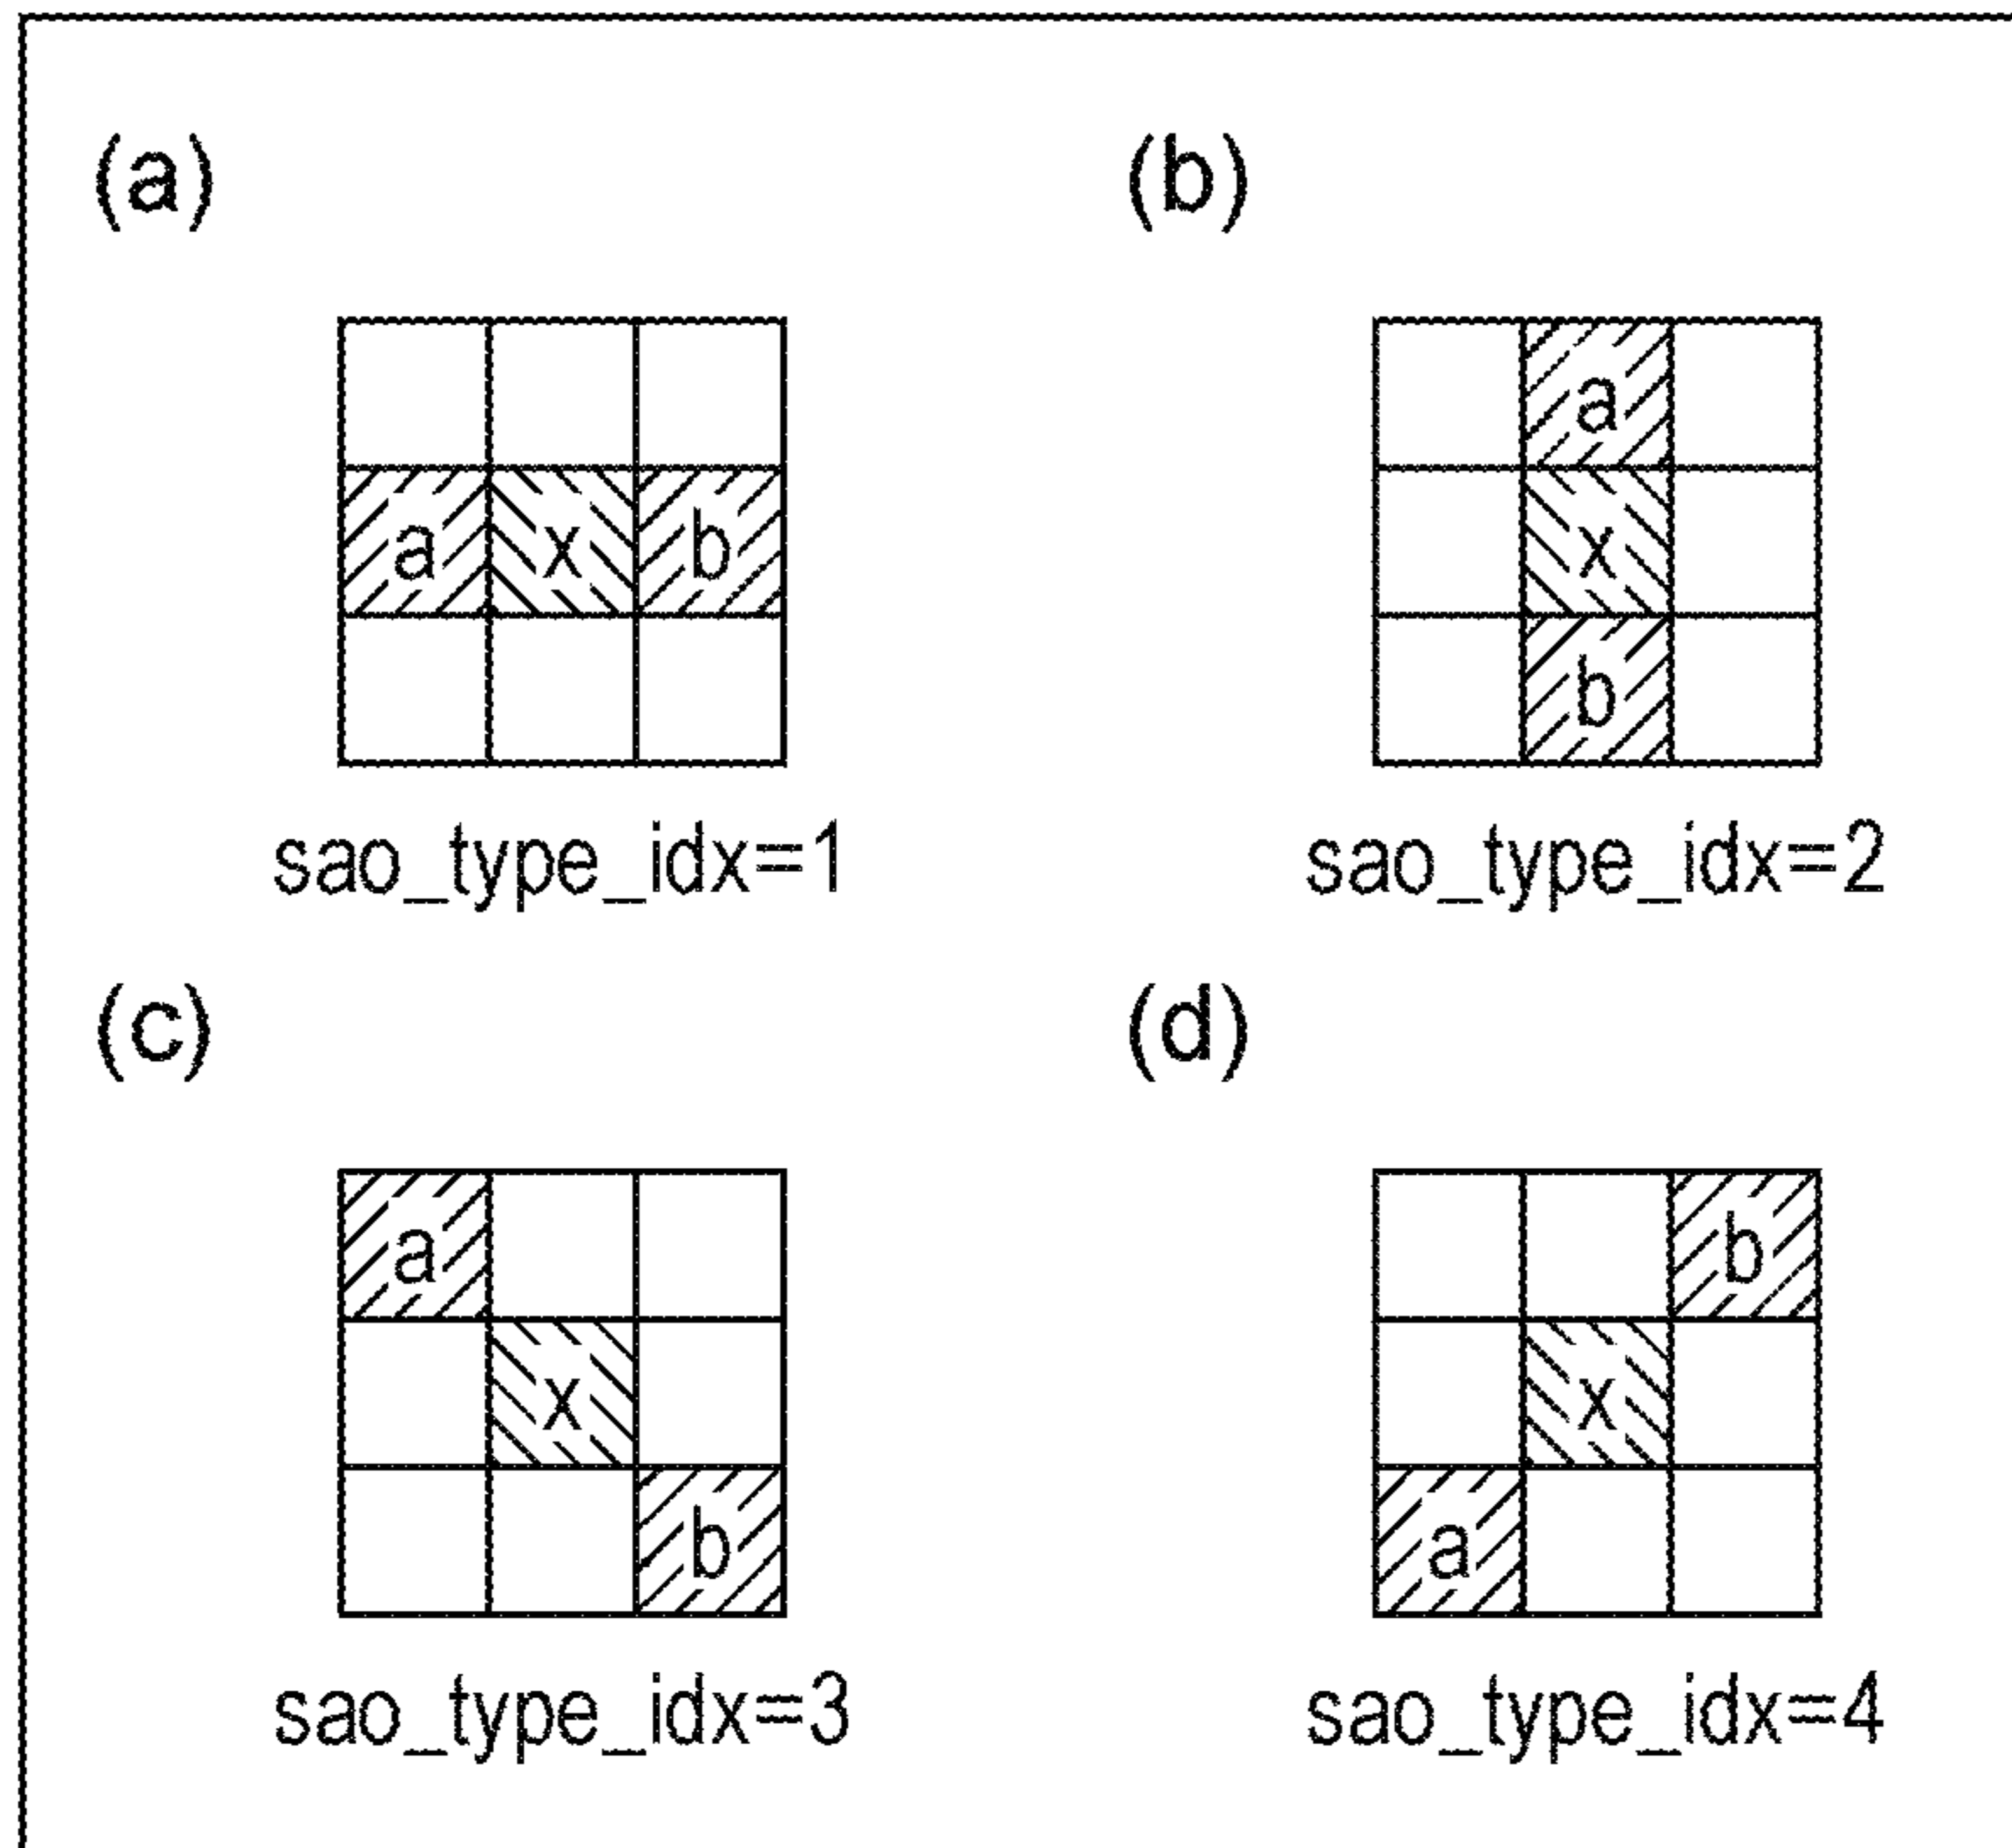 (a)
(b)
a x b
a
x
b
sao_type_idx=1
sao_type_idx=2
(c)
(d)
a
x
b
b
x
a
sao_type_idx=3
sao_type_idx=4